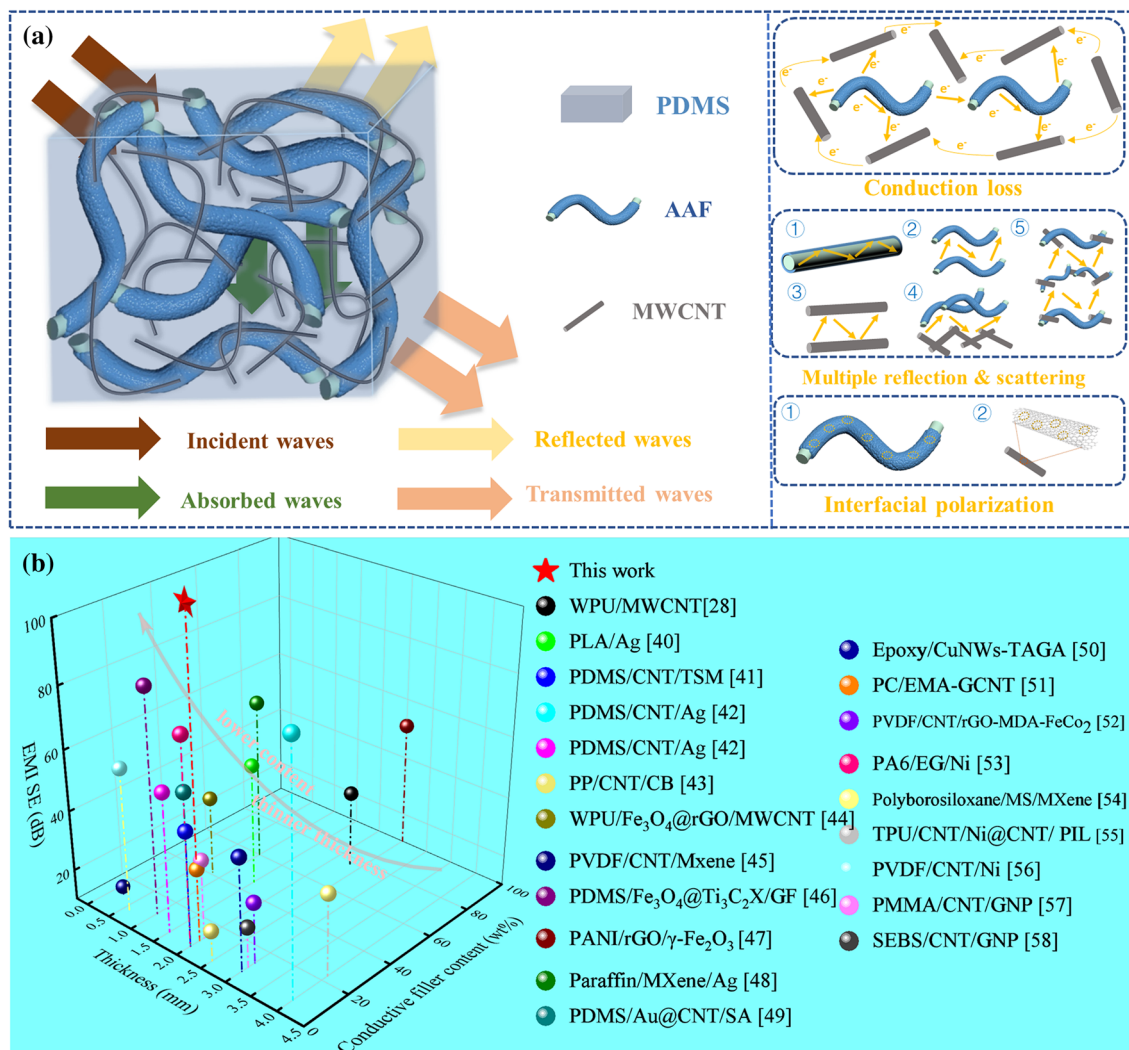 (a)
PDMS
AAF
MWCNT
Incident waves
Reflected waves
Absorbed waves
Transmitted waves
e-
e-
e-
e-
e-
e-
e-
e-
e-
e-
e-
e-
e-
e-
Conduction loss
①
②
⑤
③
④
Multiple reflection & scattering
①
②
Interfacial polarization
(b)
EMI SE (dB)
100
80
60
40
20
0.0
0.5
1.0
1.5
2.0
2.5
3.0
3.5
4.0
4.5
Thickness (mm)
0
20
40
60
80
100
Conductive filler content (wt%)
lower content
thinner thickness
This work
WPU/MWCNT[28]
PLA/Ag [40]
PDMS/CNT/TSM [41]
PDMS/CNT/Ag [42]
PDMS/CNT/Ag [42]
PP/CNT/CB [43]
WPU/Fe3O4@rGO/MWCNT [44]
PVDF/CNT/Mxene [45]
PDMS/Fe3O4@Ti3C2X/GF [46]
PANI/rGO/γ-Fe2O3 [47]
Paraffin/MXene/Ag [48]
PDMS/Au@CNT/SA [49]
Epoxy/CuNWs-TAGA [50]
PC/EMA-GCNT [51]
PVDF/CNT/rGO-MDA-FeCo2 [52]
PA6/EG/Ni [53]
Polyborosiloxane/MS/MXene [54]
TPU/CNT/Ni@CNT/ PIL [55]
PVDF/CNT/Ni [56]
PMMA/CNT/GNP [57]
SEBS/CNT/GNP [58]